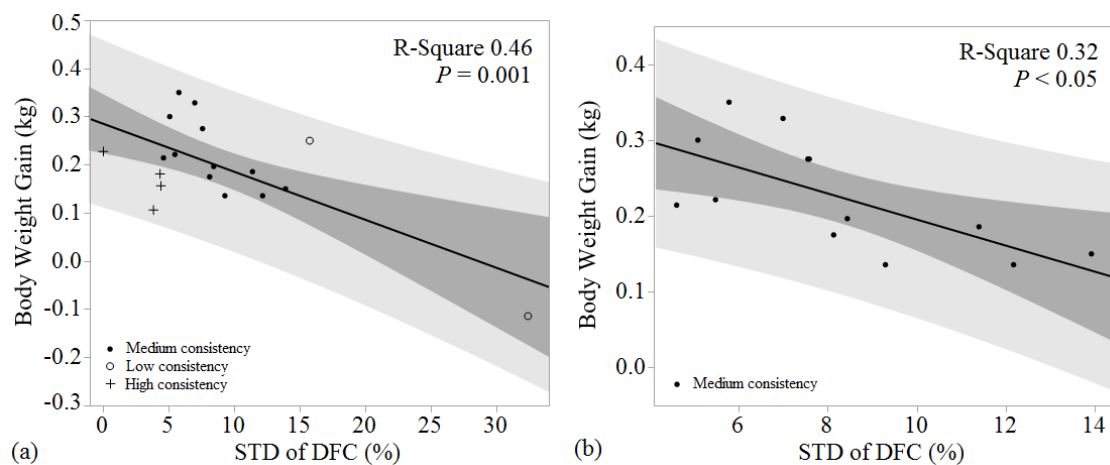 R-Square 0.46
P = 0.001
Body Weight Gain (kg)
0.5
0.4
0.3
0.2
0.1
0.0
-0.1
-0.2
-0.3
Medium consistency
Low consistency
High consistency
0 5 10 15 20 25 30
STD of DFC (%)
(a)
R-Square 0.32
P < 0.05
Body Weight Gain (kg)
0.4
0.3
0.2
0.1
0.0
Medium consistency
6 8 10 12 14
STD of DFC (%)
(b)